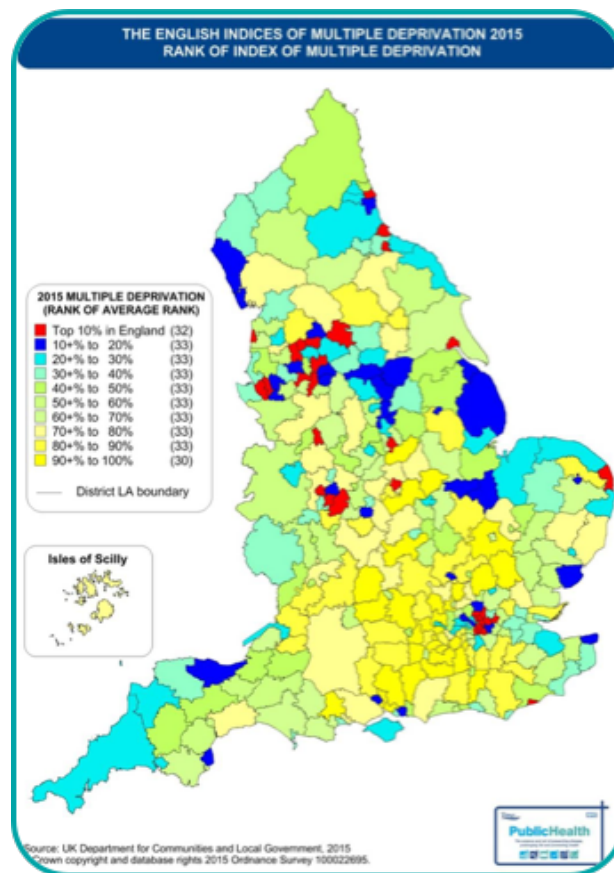 THE ENGLISH INDICES OF MULTIPLE DEPRIVATION 2015
RANK OF INDEX OF MULTIPLE DEPRIVATION
2015 MULTIPLE DEPRIVATION
(RANK OF AVERAGE RANK)
Top 10% in England (32)
10+% to 20% (33)
20+% to 30% (33)
30+% to 40% (33)
40+% to 50% (33)
50+% to 60% (33)
60+% to 70% (33)
70+% to 80% (33)
80+% to 90% (33)
90+% to 100% (30)
District LA boundary
Isles of Scilly
PublicHealth
Source: UK Department for Communities and Local Government, 2015
Crown copyright and database rights 2015 Ordnance Survey 100022695.